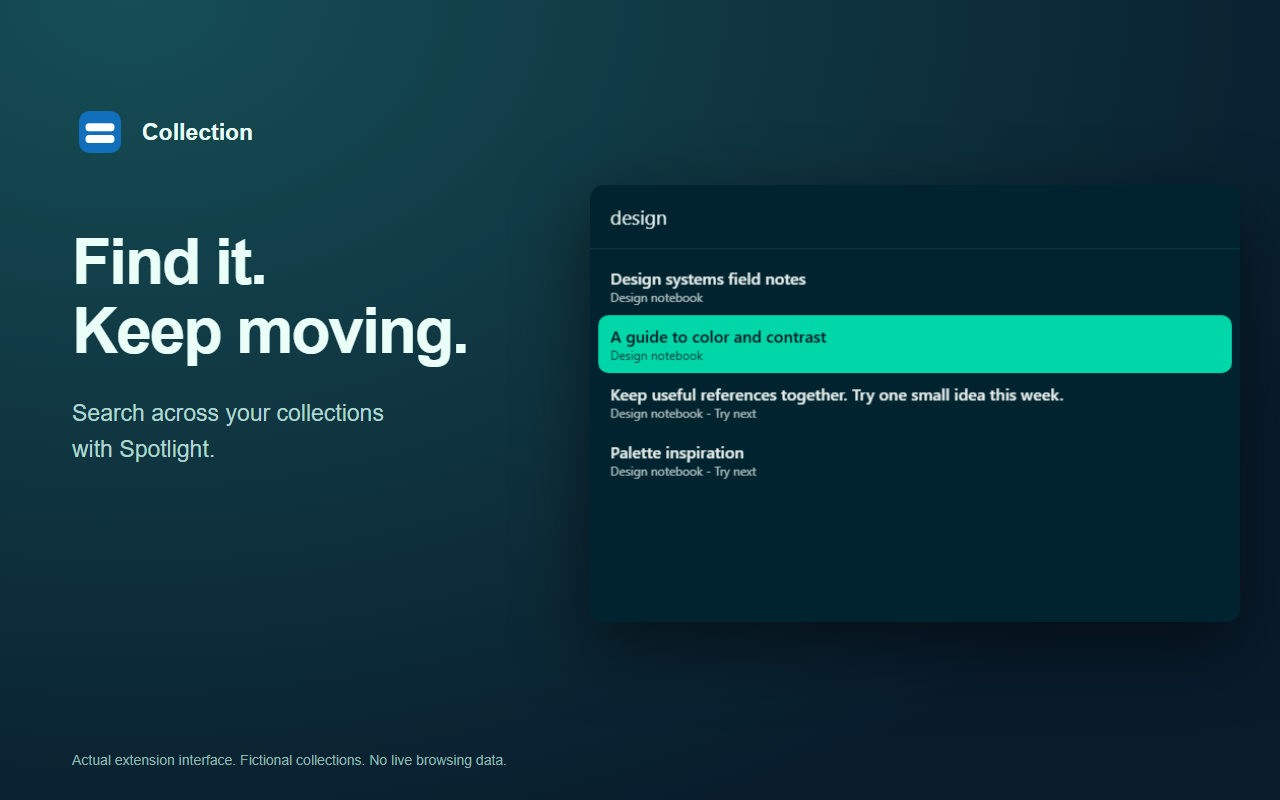 Collection
Find it.
Keep moving.
Search across your collections
with Spotlight.
design
Design systems field notes
Design notebook
A guide to color and contrast
Design notebook
Keep useful references together. Try one small idea this week.
Design notebook - Try next
Palette inspiration
Design notebook - Try next
Actual extension interface. Fictional collections. No live browsing data.